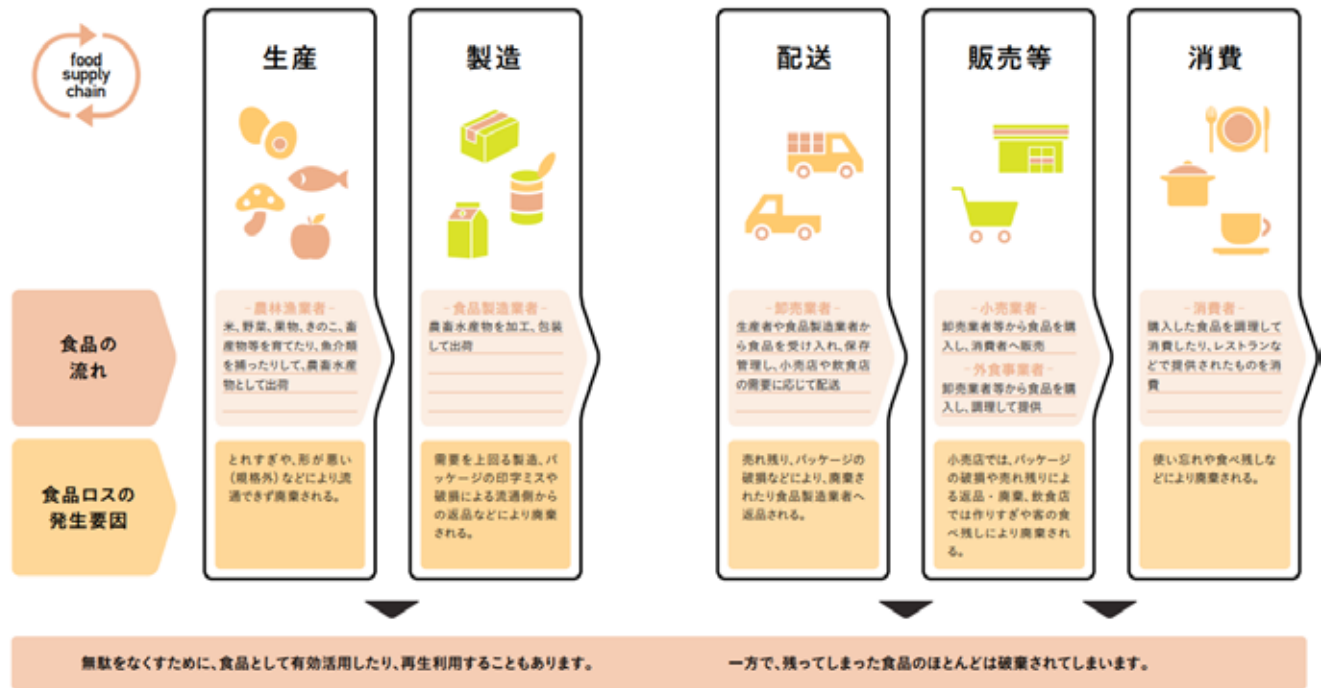 food
supply
chain
生産
製造
配送
販売等
消費
食品の
流れ
-農林漁業者-
米、野菜、果物、きのこ、畜
産物等を育てたり、魚介類
を捕ったりして、農畜水産
物として出荷
-食品製造業者-
農畜水産物を加工、包装
して出荷
-卸売業者-
生産者や食品製造業者か
ら食品を受け入れ、保存
管理し、小売店や飲食店
の需要に応じて配送
-小売業者-
卸売業者等から食品を購
入し、消費者へ販売
-外食事業者-
卸売業者等から食品を購
入し、調理して提供
-消費者-
購入した食品を調理して
消費したり、レストランな
どで提供されたものを消
費
食品ロスの
発生要因
とれすぎや、形が悪い
（規格外）などにより流
通できず廃棄される。
需要を上回る製造、パ
ッケージの印字ミスや
破損による流通側から
の返品などにより廃棄
される。
売れ残り、パッケージの
破損などにより、廃棄さ
れたり食品製造業者へ
返品される。
小売店では、パッケージ
の破損や売れ残りによ
る返品・廃棄、飲食店
では作りすぎや客の食
べ残しにより廃棄され
る。
使い忘れや食べ残しな
どにより廃棄される。
無駄をなくすために、食品として有効活用したり、再生利用することもあります。
一方で、残ってしまった食品のほとんどは破棄されてしまいます。